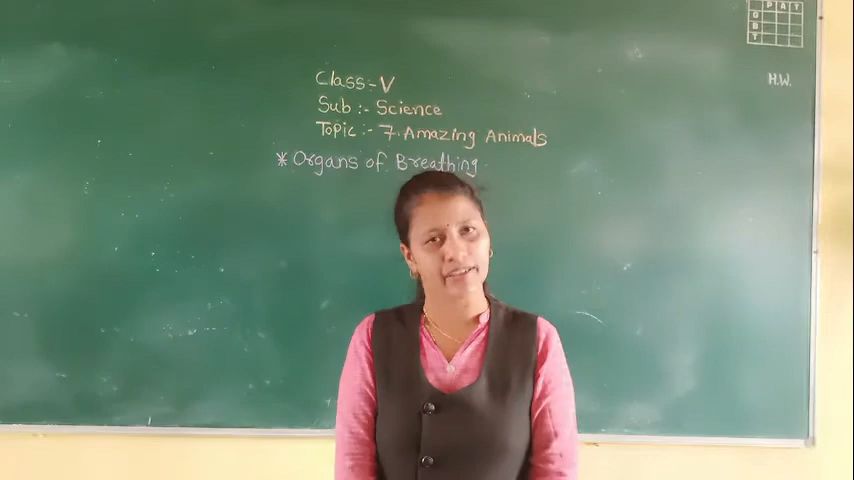 Class:- V
Sub :- Science
Topic :- 7. Amazing Animals
* Organs of Breathing
P A T
G
B
T
H.W.